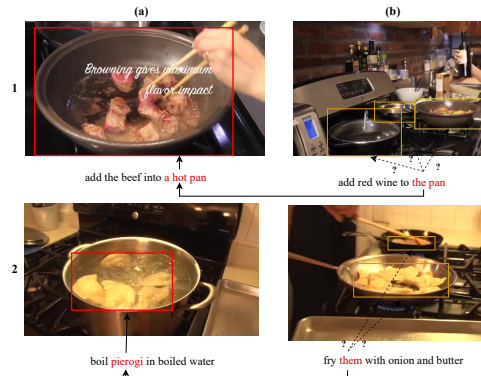 (a)
(b)
1
Browning gives maximum
flavor impact
?
?
?
add the beef into a hot pan
add red wine to the pan
2
?
?
boil pierogi in boiled water
fry them with onion and butter